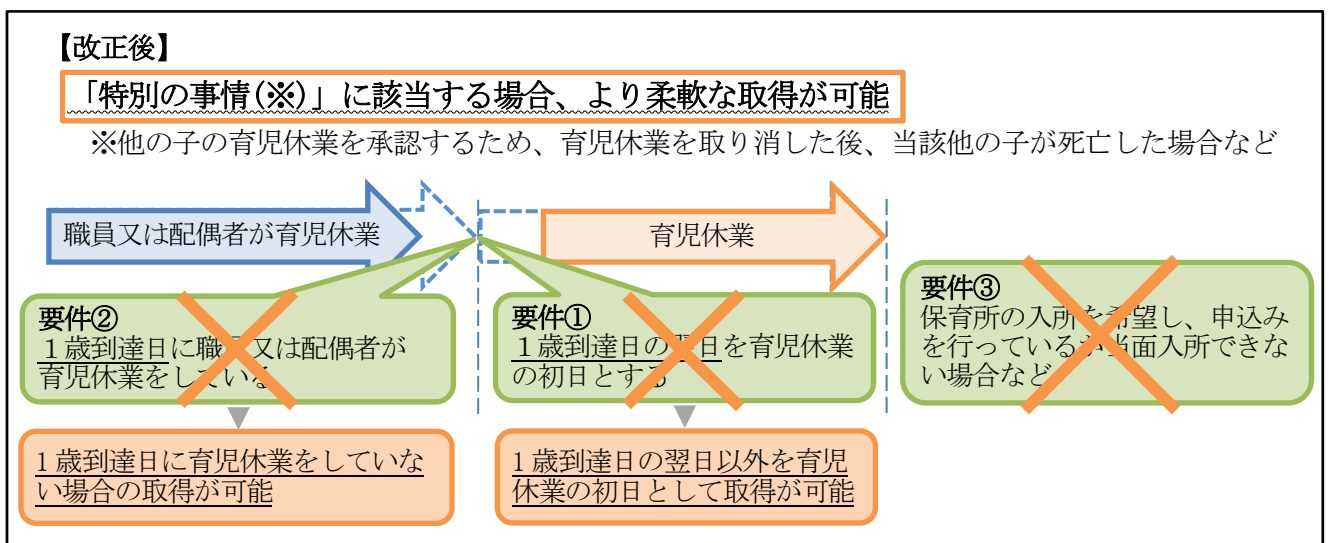 【改正後】
「特別の事情(※)」に該当する場合、より柔軟な取得が可能
※他の子の育児休業を承認するため、育児休業を取り消した後、当該他の子が死亡した場合など
職員又は配偶者が育児休業
育児休業
要件②
１歳到達日に職員又は配偶者が
育児休業をしている
要件①
１歳到達日の翌日を育児休業
の初日とする
要件③
保育所の入所を希望し、申込み
を行っているが当面入所できな
い場合など
１歳到達日に育児休業をしていな
い場合の取得が可能
１歳到達日の翌日以外を育児
休業の初日として取得が可能